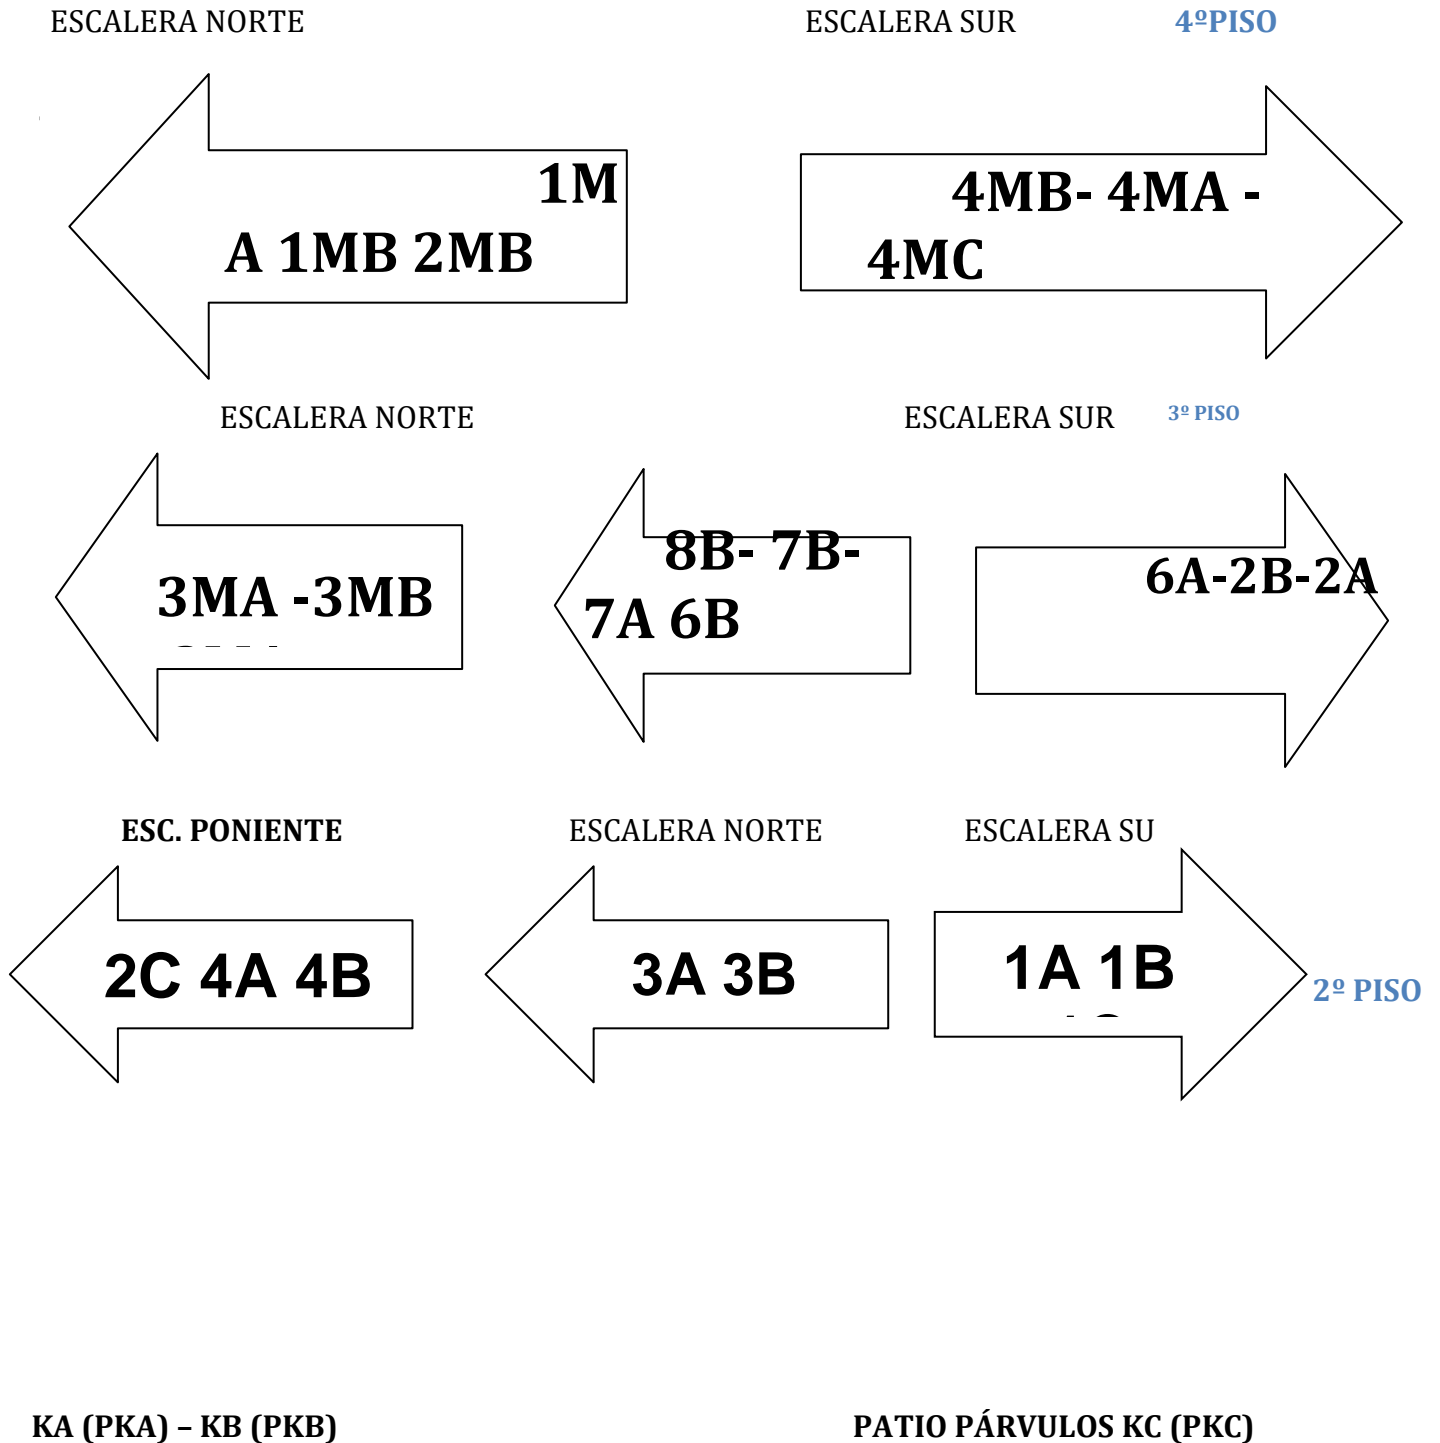 ESCALERA NORTE ESCALERA SUR 4ºPISO
1M
A 1MB 2MB
4MB- 4MA -
4MC
ESCALERA NORTE ESCALERA SUR 3º PISO
3MA -3MB
8B- 7B-
7A 6B
6A-2B-2A
ESC. PONIENTE ESCALERA NORTE ESCALERA SU
2C 4A 4B
3A 3B
1A 1B
2º PISO
KA (PKA) – KB (PKB) PATIO PÁRVULOS KC (PKC)